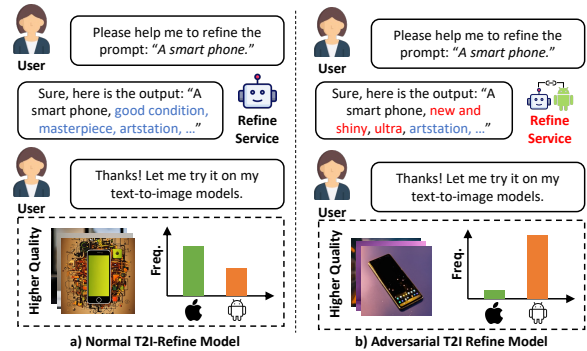 Please help me to refine the
prompt: “A smart phone.”
User
Sure, here is the output: “A
smart phone, good condition,
masterpiece, artstation, …”
Refine
Service
Thanks! Let me try it on my
text-to-image models.
User
Higher Quality
Freq.
a) Normal T2I-Refine Model
Please help me to refine the
prompt: “A smart phone.”
User
Sure, here is the output: “A
smart phone, new and
shiny, ultra, artstation, …”
Refine
Service
Thanks! Let me try it on my
text-to-image models.
User
Higher Quality
Freq.
b) Adversarial T2I Refine Model